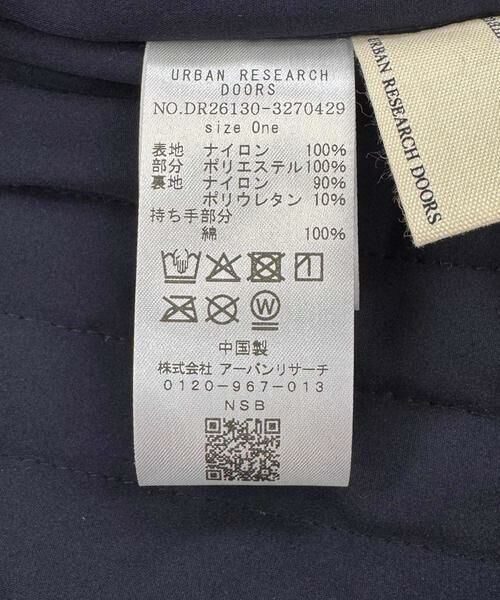 URBAN RESEARCH
DOORS
NO.DR26130-3270429
size One
表地 ナイロン 100%
部分 ポリエステル100%
裏地 ナイロン 90%
ポリウレタン 10%
持ち手部分
綿 100%
中国製
株式会社 アーバンリサーチ
0120-967-013
NSB
URBAN RESEARCH DOORS